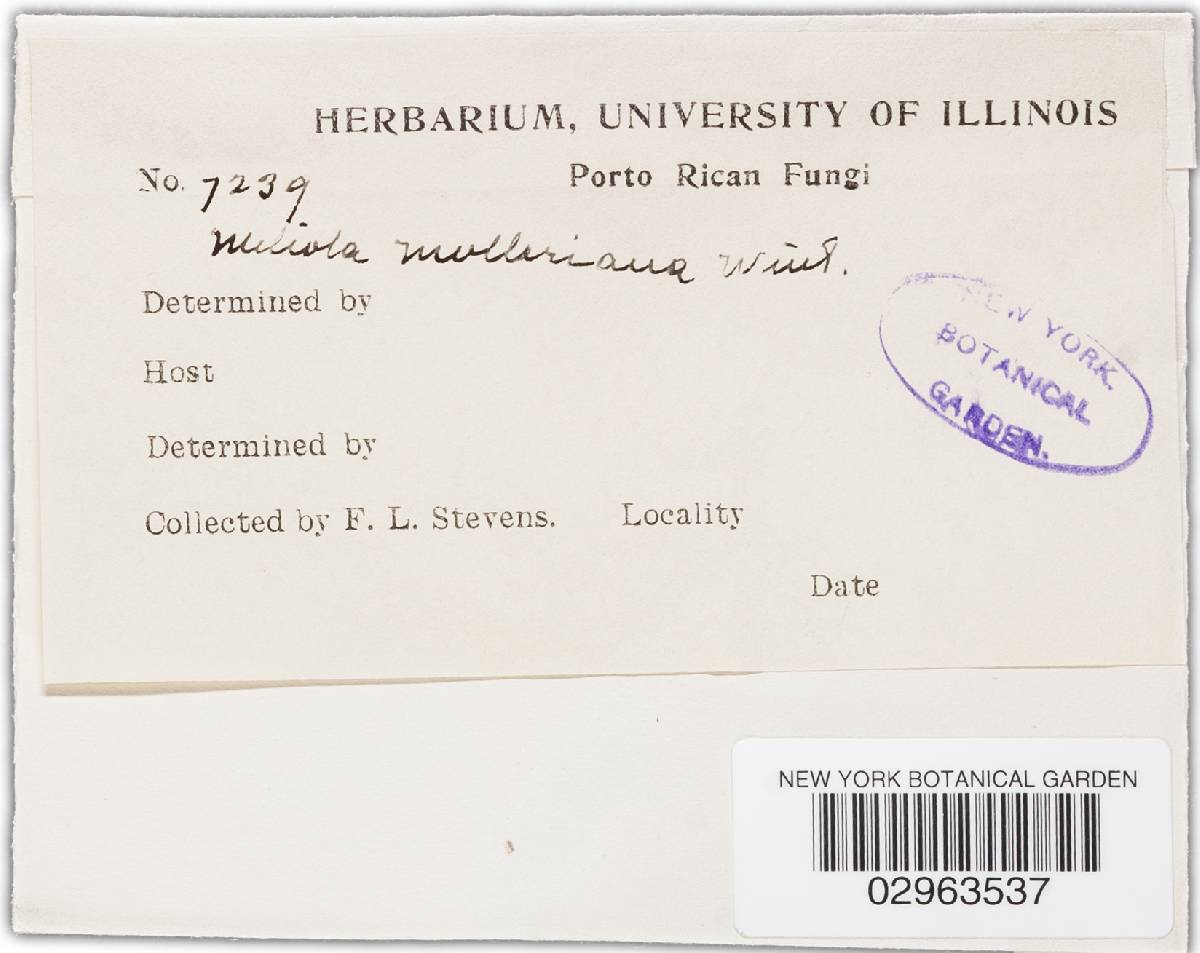 HERBARIUM, UNIVERSITY OF ILLINOIS
No. 7239 Porto Rican Fungi
Meliola molleriana Wint.
Determined by
Host
Determined by
Collected by F. L. Stevens. Locality
Date
NEW YORK
BOTANICAL
GARDEN.
NEW YORK BOTANICAL GARDEN
02963537